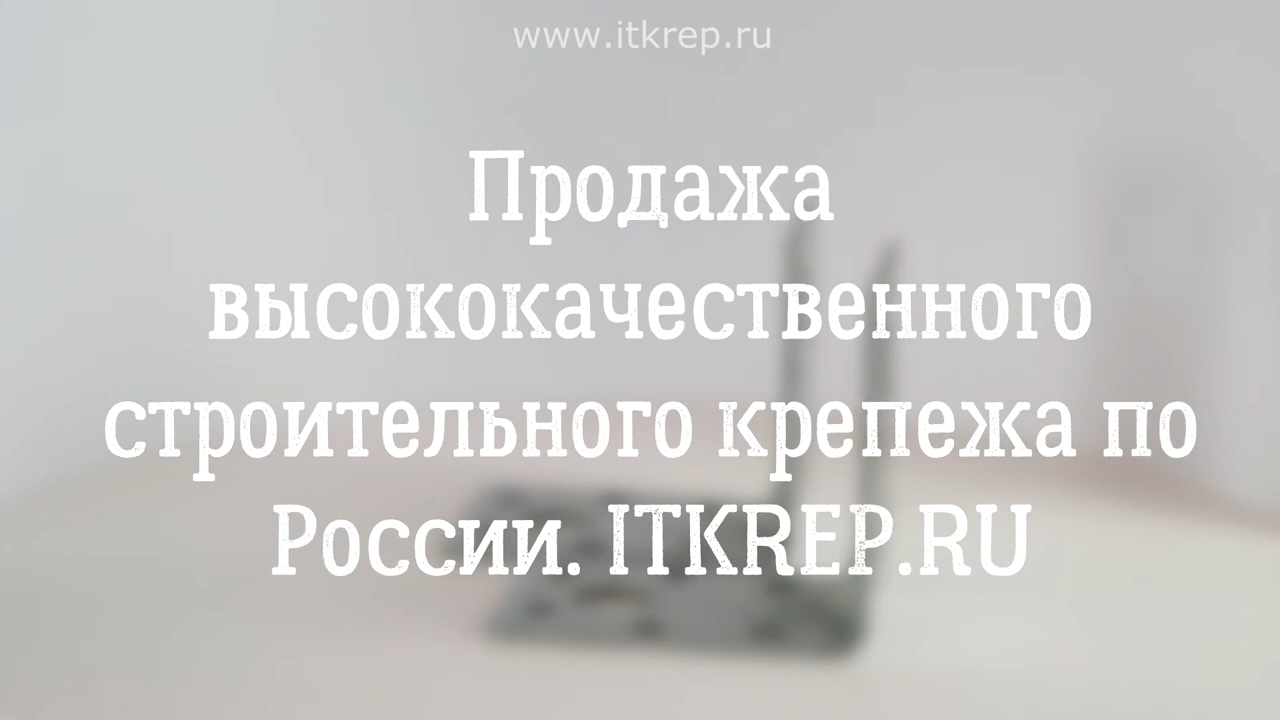 www.itkrep.ru
Продажа
высококачественного
строительного крепежа по
России. ITKREP.RU